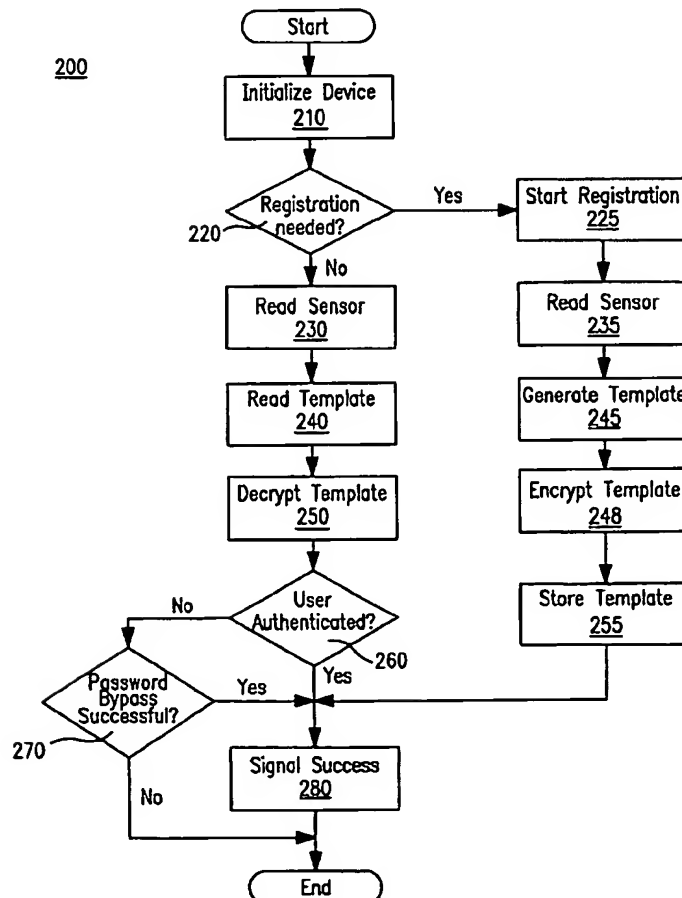 Start
200
Initialize Device
210
Registration
needed?
220
Yes
Start Registration
225
No
Read Sensor
230
Read Sensor
235
Read Template
240
Generate Template
245
Decrypt Template
250
Encrypt Template
248
User
Authenticated?
260
No
Yes
Store Template
255
Password
Bypass
Successful?
270
Yes
No
Signal Success
280
End